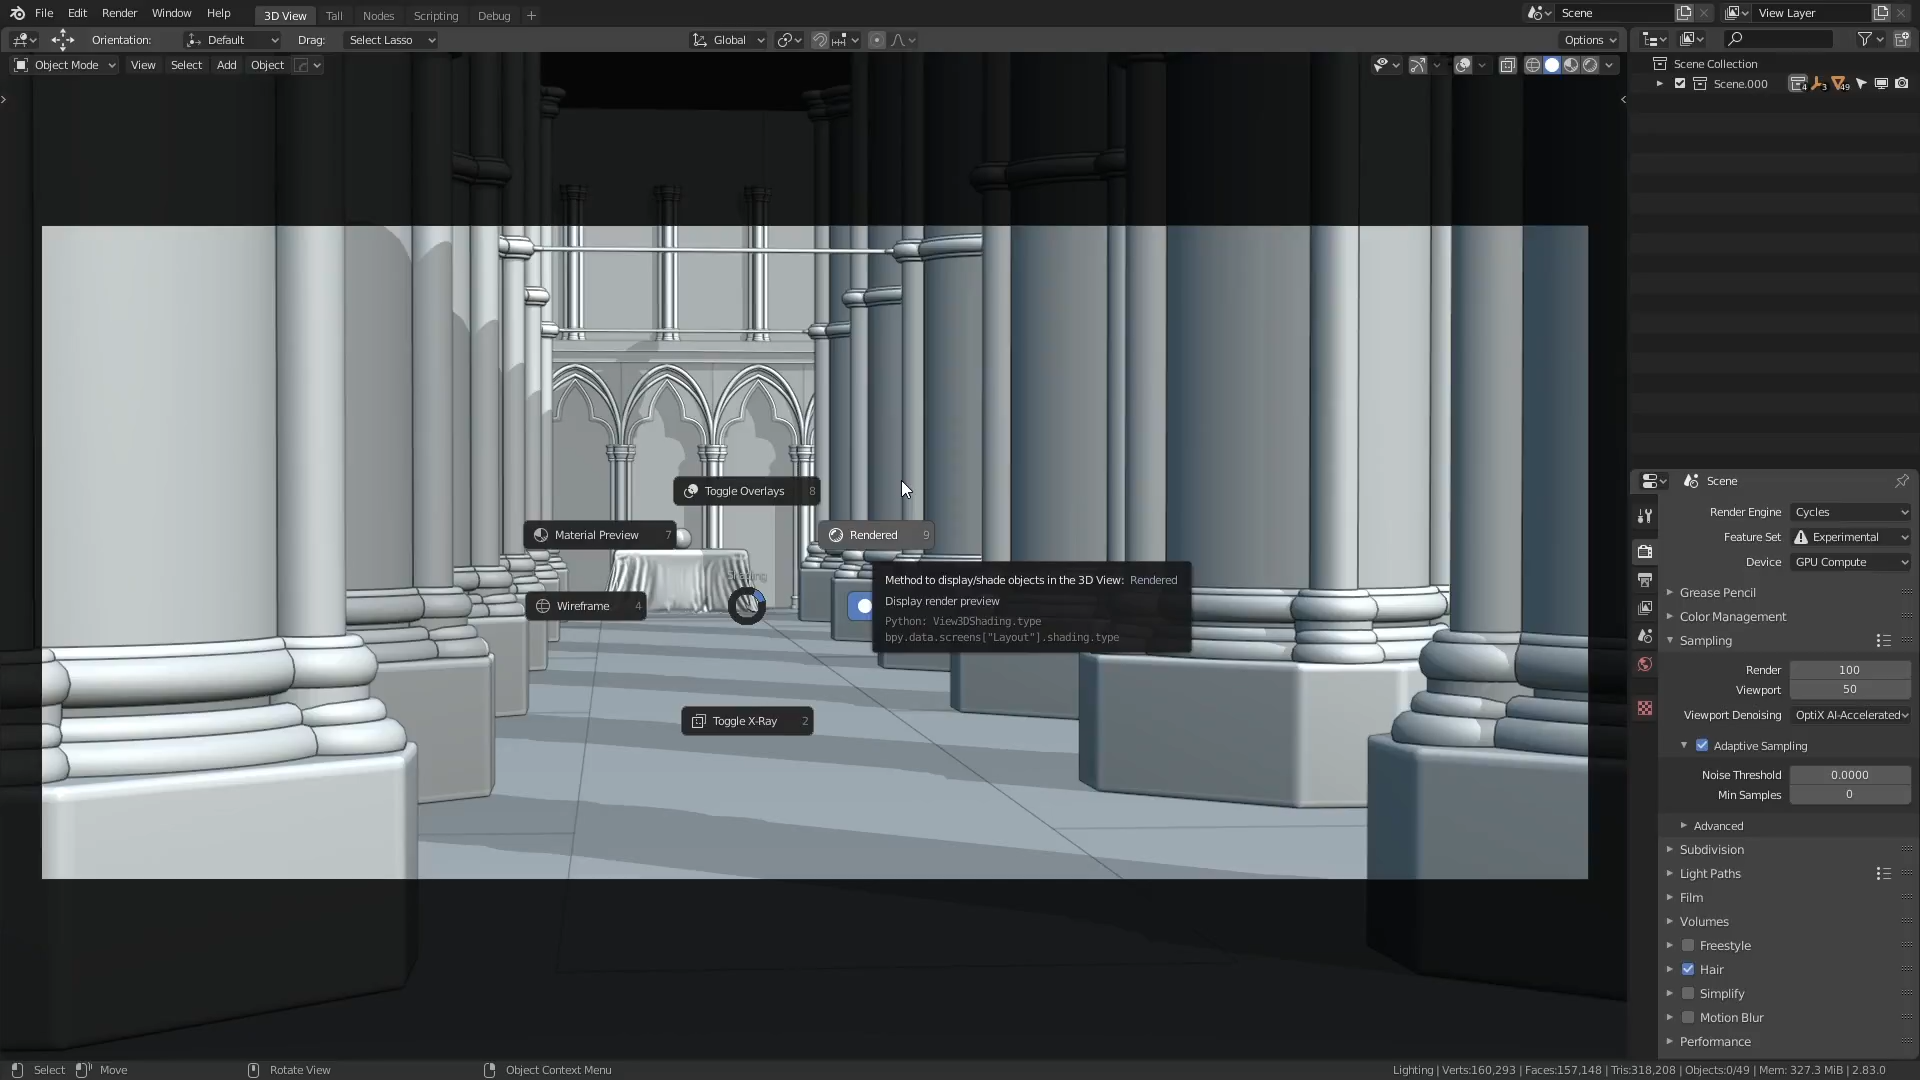 File Edit Render Window Help
3D View Tall Nodes Scripting Debug +
Scene
View Layer
Orientation: Default Drag: Select Lasso
Global
Options
Object Mode View Select Add Object
Scene Collection
Scene.000 4 3 49
Toggle Overlays 8
Material Preview 7
Rendered 9
Shading
Wireframe 4
Toggle X-Ray 2
Method to display/shade objects in the 3D View: Rendered
Display render preview
Python: View3DShading.type
bpy.data.screens["Layout"].shading.type
Scene
Render Engine Cycles
Feature Set Experimental
Device GPU Compute
Grease Pencil
Color Management
Sampling
Render 100
Viewport 50
Viewport Denoising OptiX AI-Accelerated
Adaptive Sampling
Noise Threshold 0.0000
Min Samples 0
Advanced
Subdivision
Light Paths
Film
Volumes
Freestyle
Hair
Simplify
Motion Blur
Performance
Select Move Rotate View Object Context Menu
Lighting | Verts:160,293 | Faces:157,148 | Tris:318,208 | Objects:0/49 | Mem: 327.3 MiB | 2.83.0